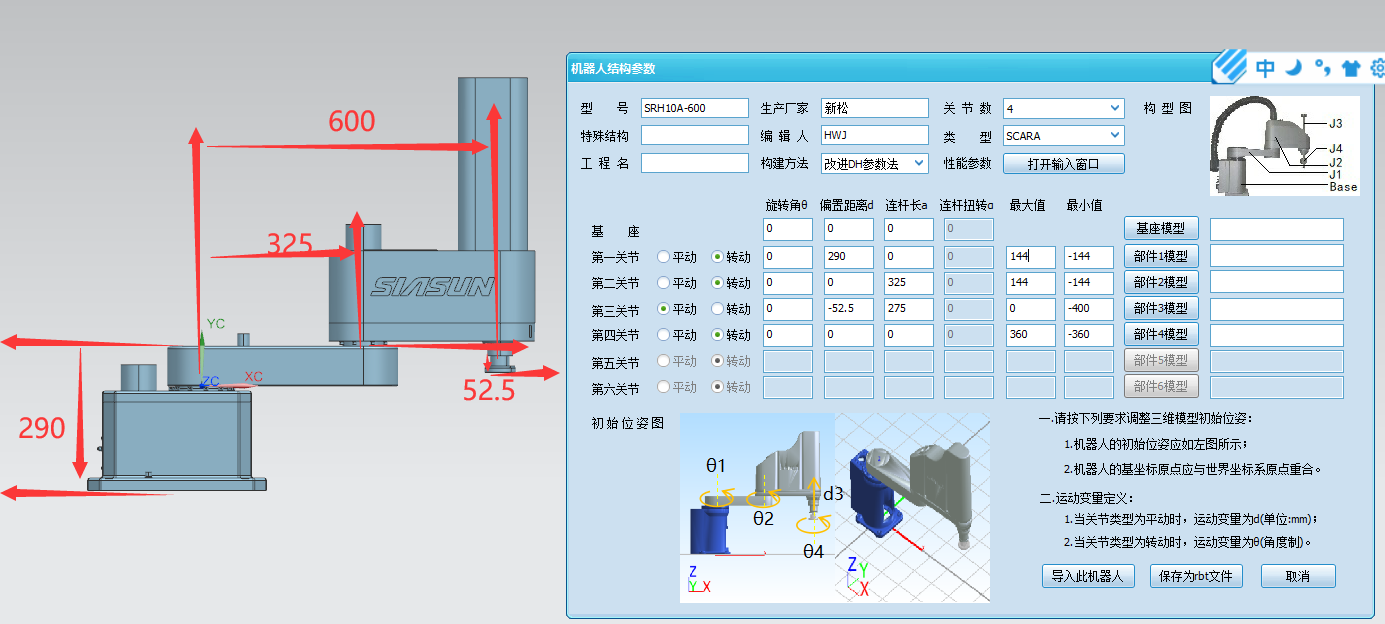 600
325
SIASUN
YC
XC
ZC
52.5
290
机器人结构参数
中
型 号 SRH10A-600 生产厂家 新松 关 节 数 4 构 型 图
特殊结构 编 辑 人 HWJ 类 型 SCARA
工 程 名 构建方法 改进DH参数法 性能参数 打开输入窗口
J3
J4
J2
J1
Base
旋转角θ 偏置距离d 连杆长a 连杆扭转α 最大值 最小值
基 座 0 0 0 0 基座模型
第一关节 平动 转动 0 290 0 0 144 -144 部件1模型
第二关节 平动 转动 0 0 325 0 144 -144 部件2模型
第三关节 平动 转动 0 -52.5 275 0 0 -400 部件3模型
第四关节 平动 转动 0 0 0 0 360 -360 部件4模型
第五关节 平动 转动 部件5模型
第六关节 平动 转动 部件6模型
初始位姿图
θ1
θ2
d3
θ4
Z
Y X
Z
Y
X
一.请按下列要求调整三维模型初始位姿：
1.机器人的初始位姿应如左图所示；
2.机器人的基坐标原点应与世界坐标系原点重合。
二.运动变量定义：
1.当关节类型为平动时，运动变量为d(单位:mm)；
2.当关节类型为转动时，运动变量为θ(角度制)。
导入此机器人 保存为rbt文件 取消